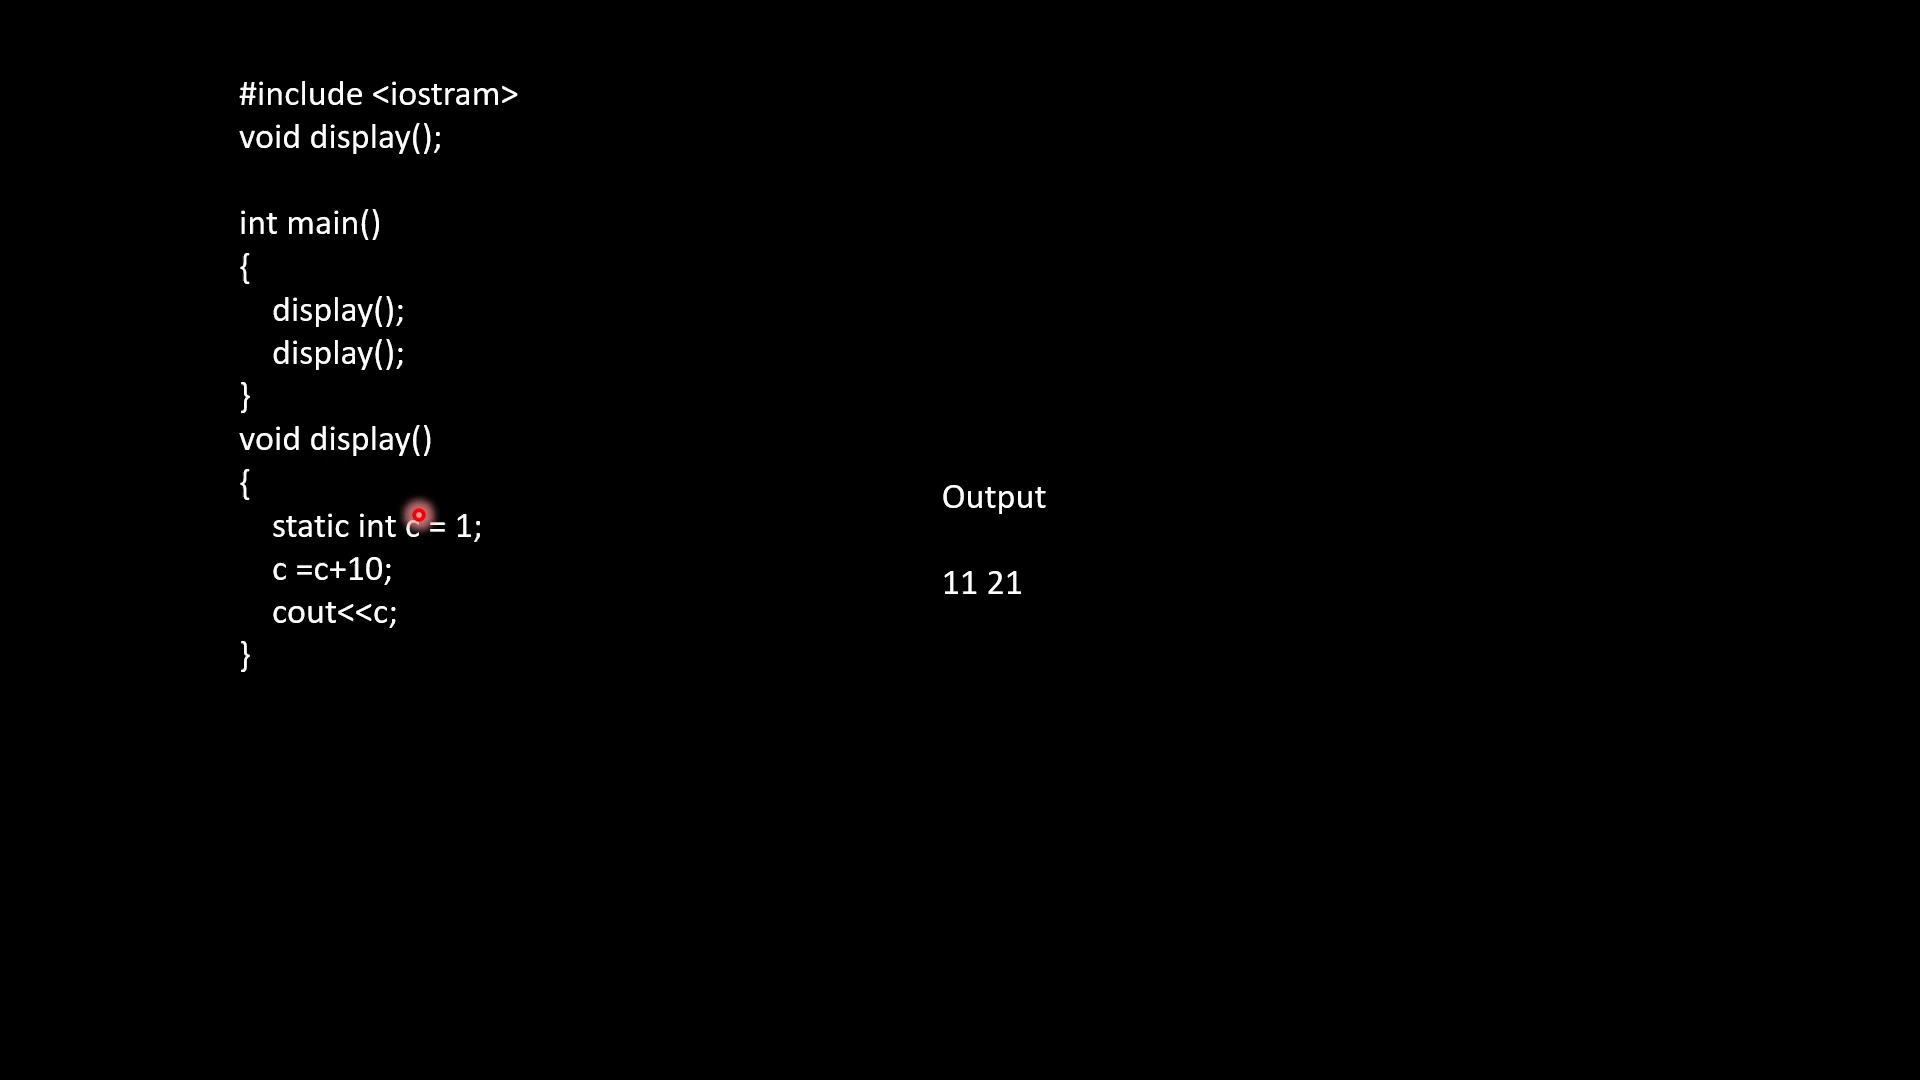 #include <iostram>
void display();
int main()
{
display();
display();
}
void display()
{
static int c = 1;
c =c+10;
cout<<c;
}
Output
11 21